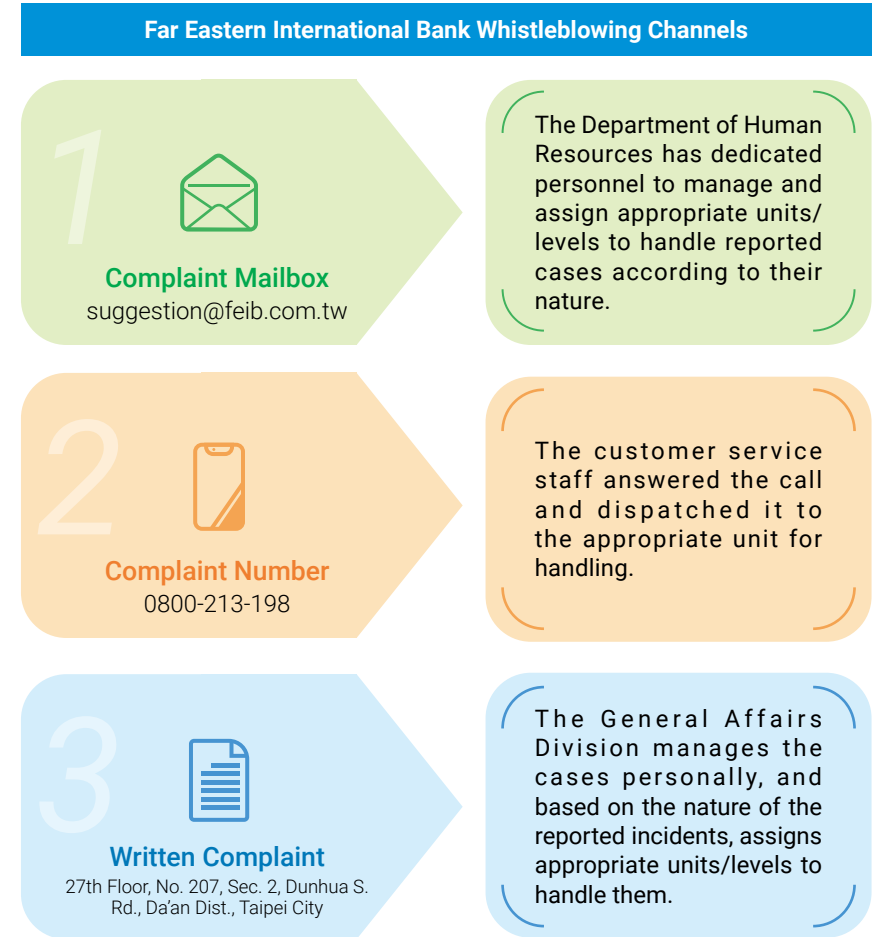 Far Eastern International Bank Whistleblowing Channels
1
Complaint Mailbox
suggestion@feib.com.tw
The Department of Human
Resources has dedicated
personnel to manage and
assign appropriate units/
levels to handle reported
cases according to their
nature.
2
Complaint Number
0800-213-198
The customer service
staff answered the call
and dispatched it to
the appropriate unit for
handling.
3
Written Complaint
27th Floor, No. 207, Sec. 2, Dunhua S.
Rd., Da’an Dist., Taipei City
The General Affairs
Division manages the
cases personally, and
based on the nature of the
reported incidents, assigns
appropriate units/levels to
handle them.